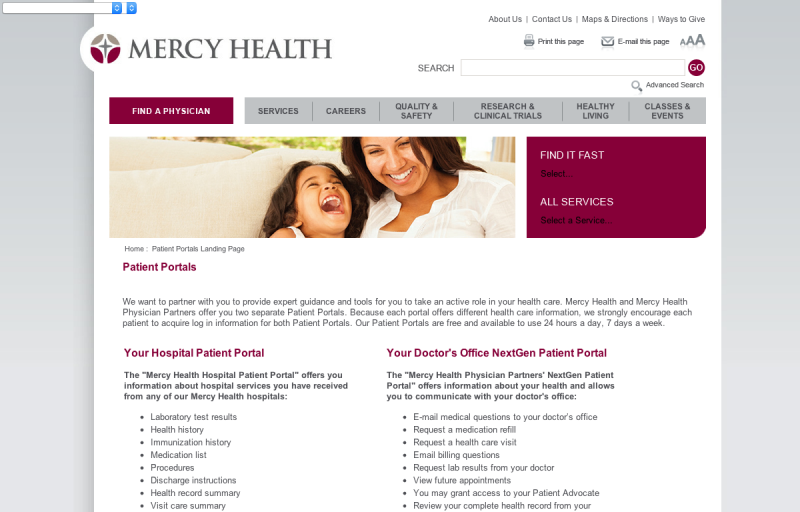 About Us | Contact Us | Maps & Directions | Ways to Give
MERCY HEALTH
Print this page
E-mail this page
AAA
SEARCH
GO
Advanced Search
FIND A PHYSICIAN
SERVICES
CAREERS
QUALITY &
SAFETY
RESEARCH &
CLINICAL TRIALS
HEALTHY
LIVING
CLASSES &
EVENTS
FIND IT FAST
Select...
ALL SERVICES
Select a Service...
Home : Patient Portals Landing Page
Patient Portals
We want to partner with you to provide expert guidance and tools for you to take an active role in your health care. Mercy Health and Mercy Health
Physician Partners offer you two separate Patient Portals. Because each portal offers different health care information, we strongly encourage each
patient to acquire log in information for both Patient Portals. Our Patient Portals are free and available to use 24 hours a day, 7 days a week.
Your Hospital Patient Portal
The "Mercy Health Hospital Patient Portal" offers you
information about hospital services you have received
from any of our Mercy Health hospitals:
• Laboratory test results
• Health history
• Immunization history
• Medication list
• Procedures
• Discharge instructions
• Health record summary
• Visit care summary
Your Doctor's Office NextGen Patient Portal
The "Mercy Health Physician Partners' NextGen Patient
Portal" offers information about your health and allows
you to communicate with your doctor's office:
• E-mail medical questions to your doctor's office
• Request a medication refill
• Request a health care visit
• Email billing questions
• Request lab results from your doctor
• View future appointments
• You may grant access to your Patient Advocate
• Review your complete health record from your